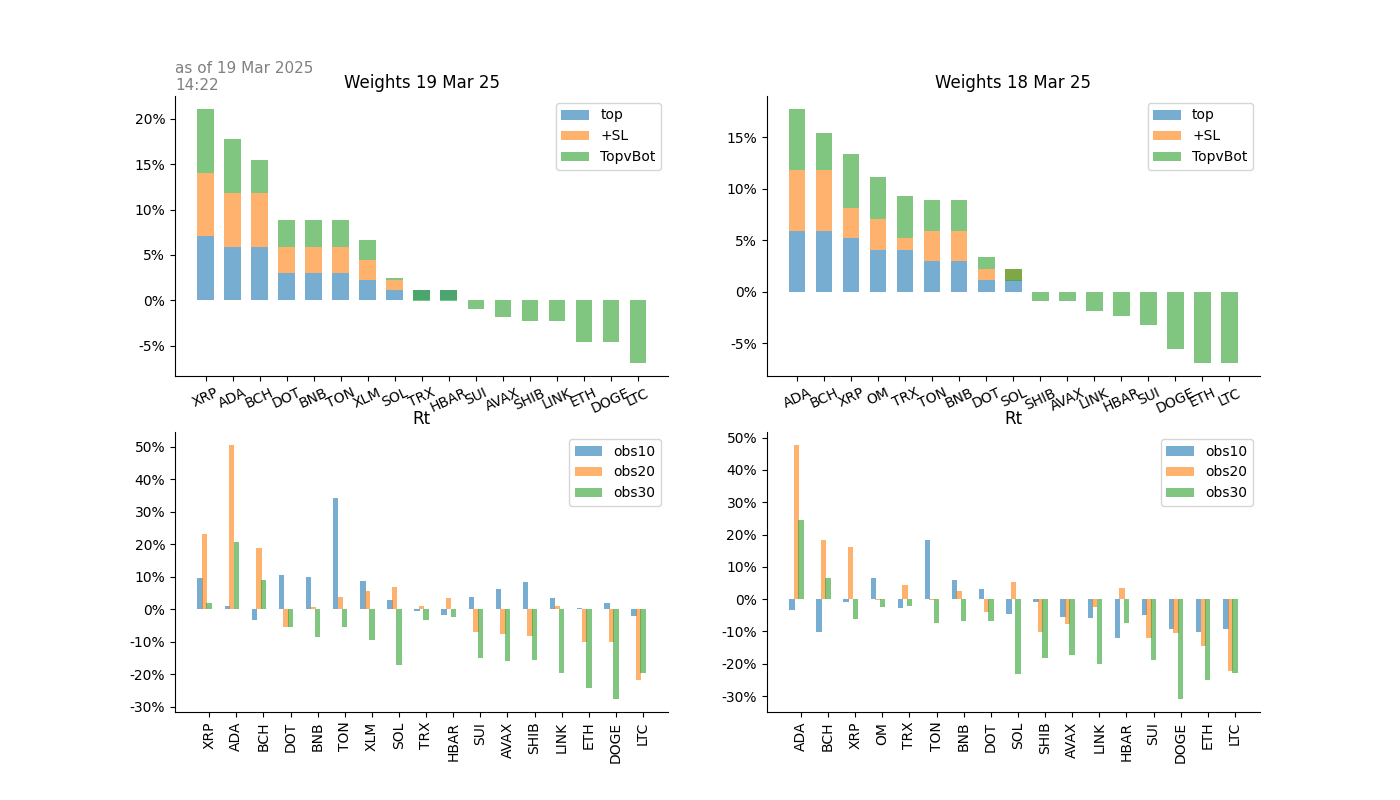 as of 19 Mar 2025
14:22
Weights 19 Mar 25
20%
15%
10%
5%
0%
-5%
top
+SL
TopvBot
XRP ADA BCH DOT BNB TON XLM SOL TRX HBAR SUI AVAX SHIB LINK ETH DOGE LTC
Weights 18 Mar 25
15%
10%
5%
0%
-5%
top
+SL
TopvBot
ADA BCH XRP OM TRX TON BNB DOT SOL SHIB AVAX LINK HBAR SUI DOGE ETH LTC
Rt
50%
40%
30%
20%
10%
0%
-10%
-20%
-30%
obs10
obs20
obs30
XRP ADA BCH DOT BNB TON XLM SOL TRX HBAR SUI AVAX SHIB LINK ETH DOGE LTC
Rt
50%
40%
30%
20%
10%
0%
-10%
-20%
-30%
obs10
obs20
obs30
ADA BCH XRP OM TRX TON BNB DOT SOL SHIB AVAX LINK HBAR SUI DOGE ETH LTC